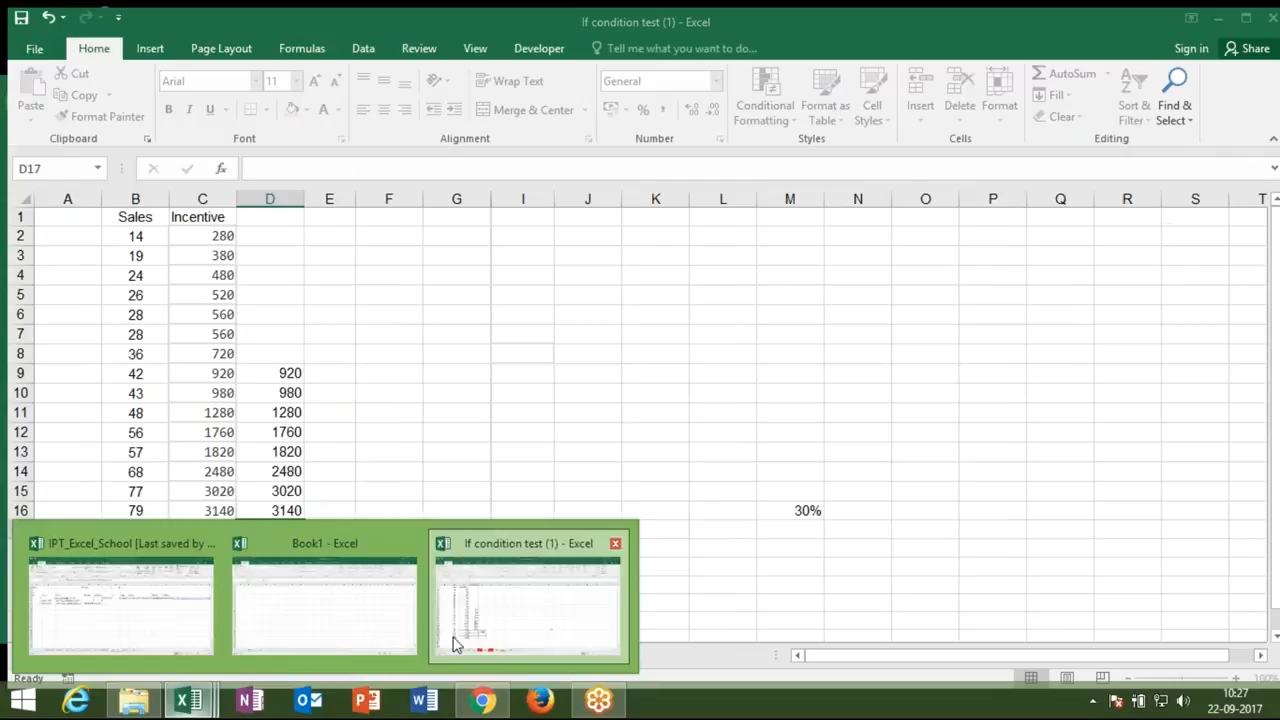 If condition test (1) - Excel
File Home Insert Page Layout Formulas Data Review View Developer Tell me what you want to do... Sign in Share
Paste Cut Copy Format Painter
Arial 11
B I U
Wrap Text
Merge & Center
General
Conditional Formatting Format as Table Cell Styles
Insert Delete Format
AutoSum Fill Clear
Sort & Filter Find & Select
Clipboard Font Alignment Number Styles Cells Editing
D17 fx
A B C D E F G I J K L M N O P Q R S T
1 Sales Incentive
2 14 280
3 19 380
4 24 480
5 26 520
6 28 560
7 28 560
8 36 720
9 42 920 920
10 43 980 980
11 48 1280 1280
12 56 1760 1760
13 57 1820 1820
14 68 2480 2480
15 77 3020 3020
16 79 3140 3140 30%
IPT_Excel_School [Last saved by ... Book1 - Excel If condition test (1) - Excel
Ready 100%
10:27
22-09-2017